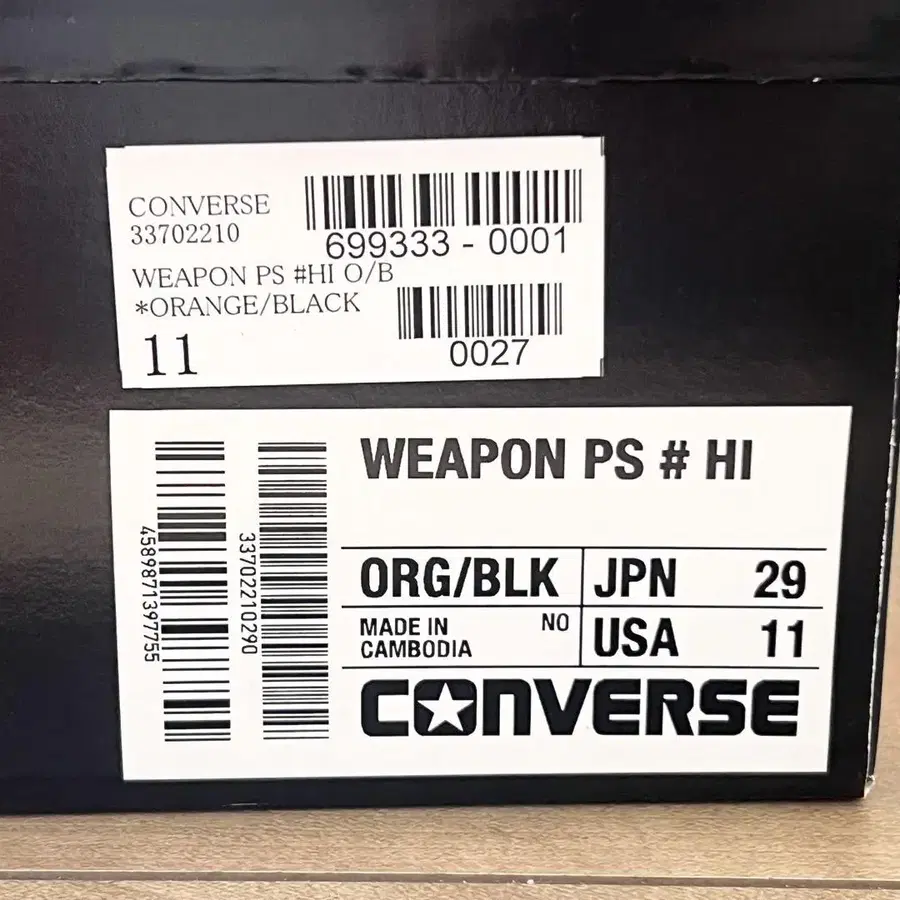 CONVERSE
33702210
699333 - 0001
WEAPON PS #HI O/B
*ORANGE/BLACK
11
0027
WEAPON PS # HI
4589871397755
33702210290
ORG/BLK
JPN 29
MADE IN
CAMBODIA
NO
USA 11
CONVERSE